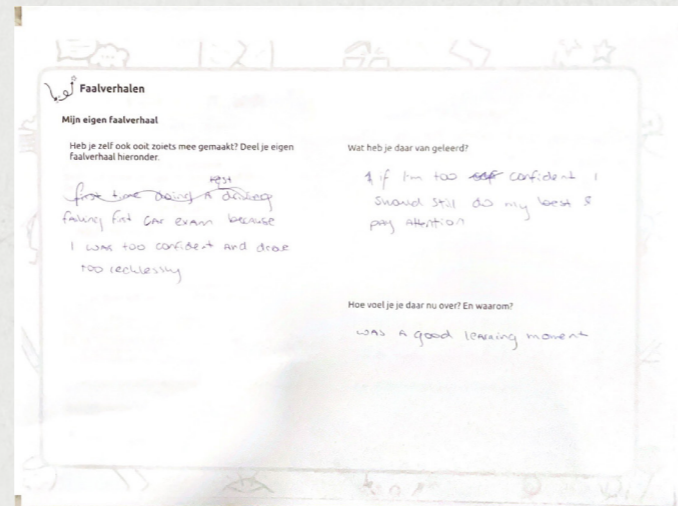 Faalverhalen
Mijn eigen faalverhaal
Heb je zelf ook ooit zoiets mee gemaakt? Deel je eigen
faalverhaal hieronder.
test
first time doing a driving
failing first car exam because
I was too confident and drove
too recklessly
Wat heb je daar van geleerd?
if I'm too confident I
should still do my best &
pay attention
Hoe voel je je daar nu over? En waarom?
was a good learning moment